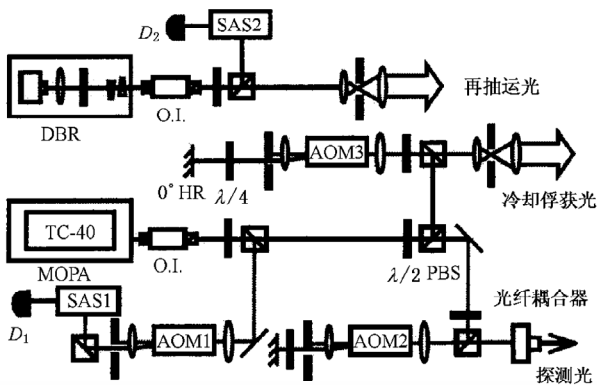 D₂
SAS2
DBR
O.I.
再抽运光
AOM3
0° HR
λ/4
冷却俘获光
TC-40
MOPA
O.I.
λ/2 PBS
光纤耦合器
SAS1
D₁
AOM1
AOM2
探测光